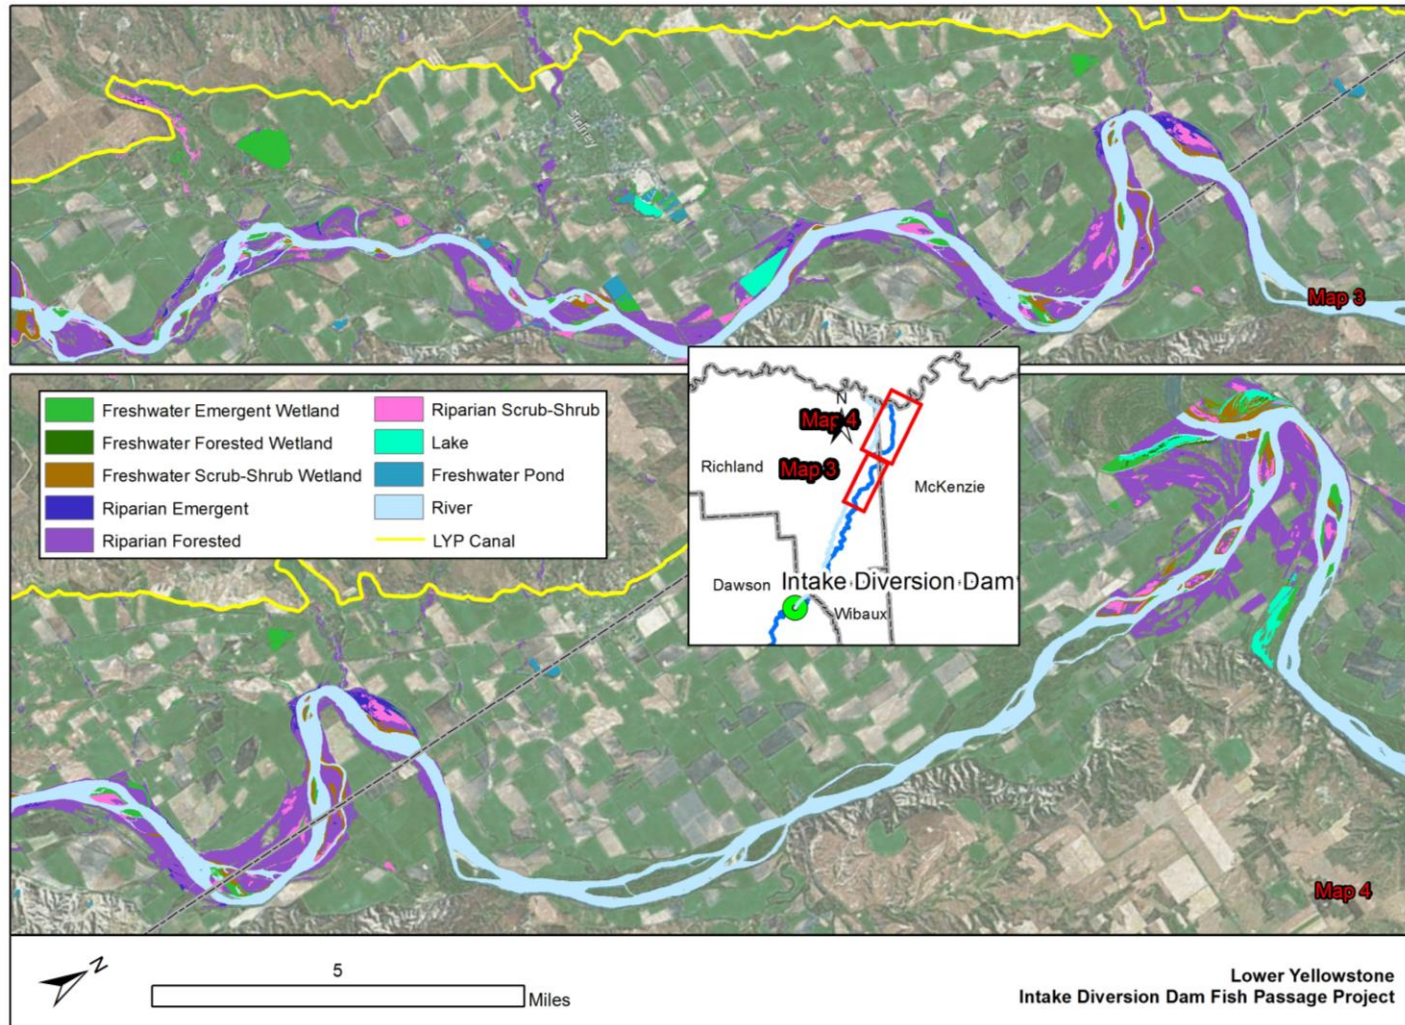 Sidney
Map 3
Freshwater Emergent Wetland
Freshwater Forested Wetland
Freshwater Scrub-Shrub Wetland
Riparian Emergent
Riparian Forested
Riparian Scrub-Shrub
Lake
Freshwater Pond
River
LYP Canal
N
Map 4
Richland
Map 3
McKenzie
Dawson
Intake Diversion Dam
Wibaux
Map 4
N
5
Miles
Lower Yellowstone
Intake Diversion Dam Fish Passage Project